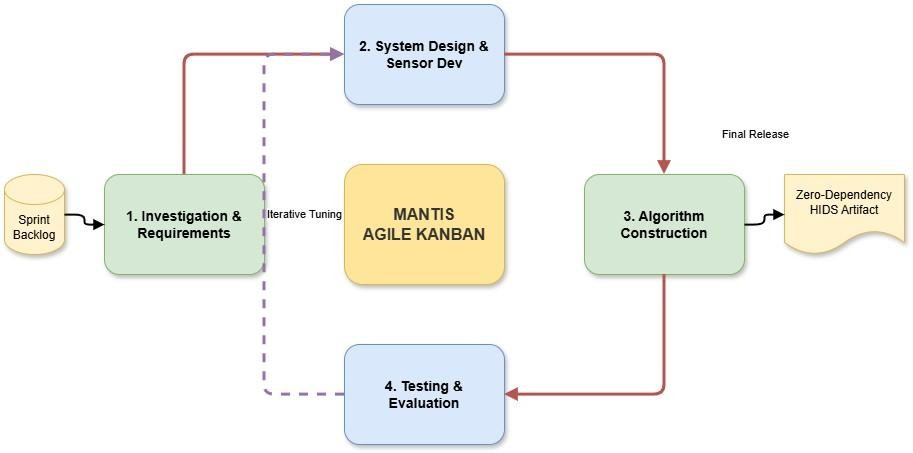 2. System Design &
Sensor Dev
Final Release
Sprint
Backlog
1. Investigation &
Requirements
Iterative Tuning
MANTIS
AGILE KANBAN
3. Algorithm
Construction
Zero-Dependency
HIDS Artifact
4. Testing &
Evaluation